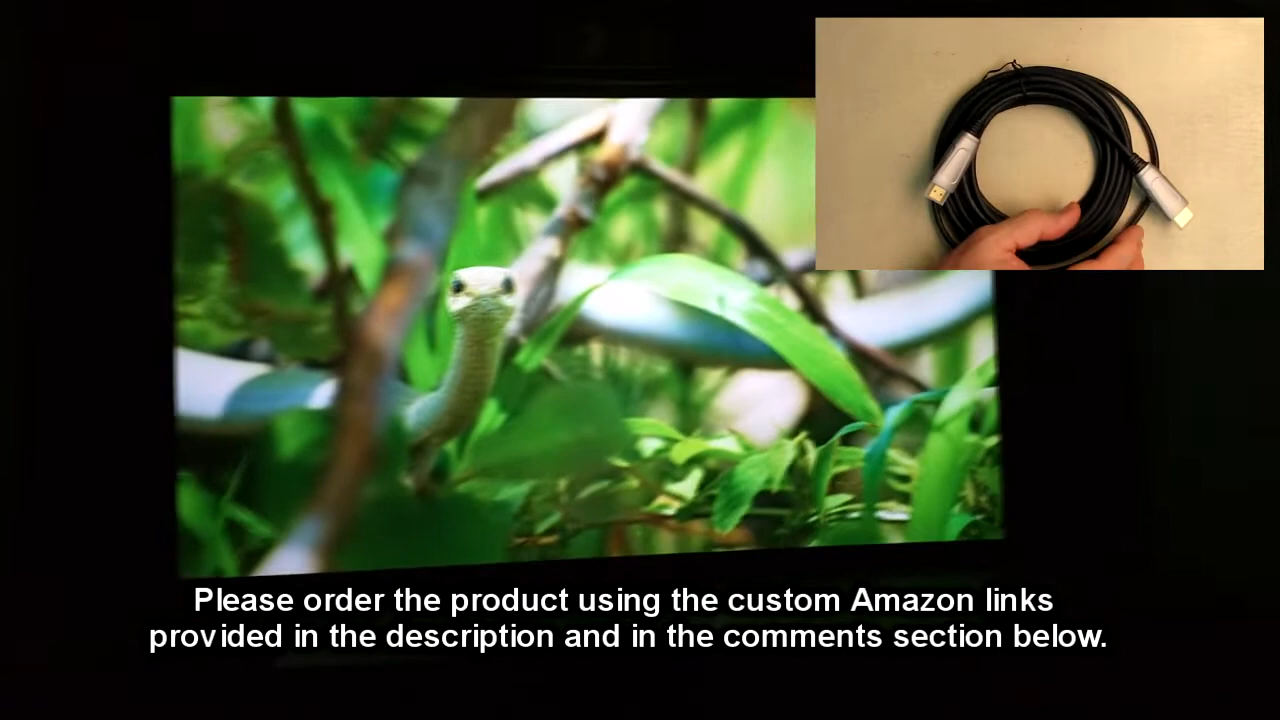 Please order the product using the custom Amazon links
provided in the description and in the comments section below.